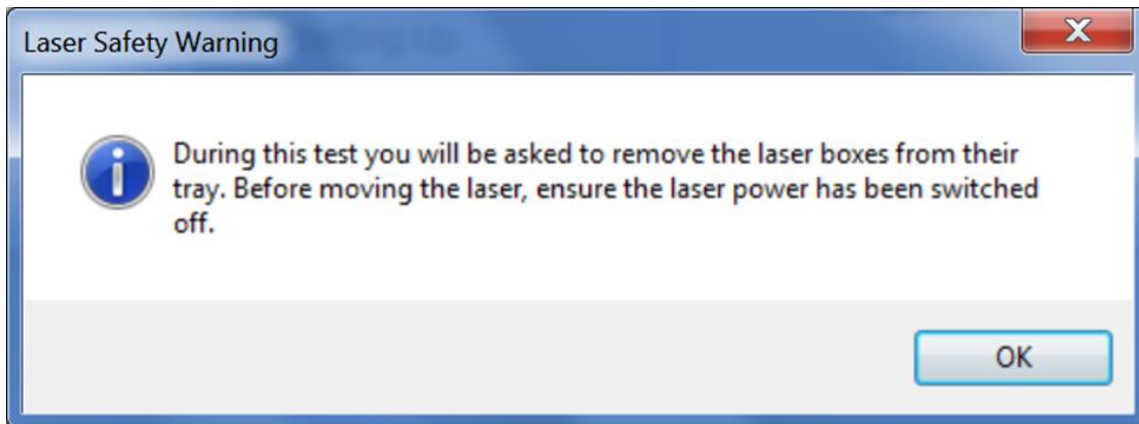 Laser Safety Warning
During this test you will be asked to remove the laser boxes from their
tray. Before moving the laser, ensure the laser power has been switched
off.
OK